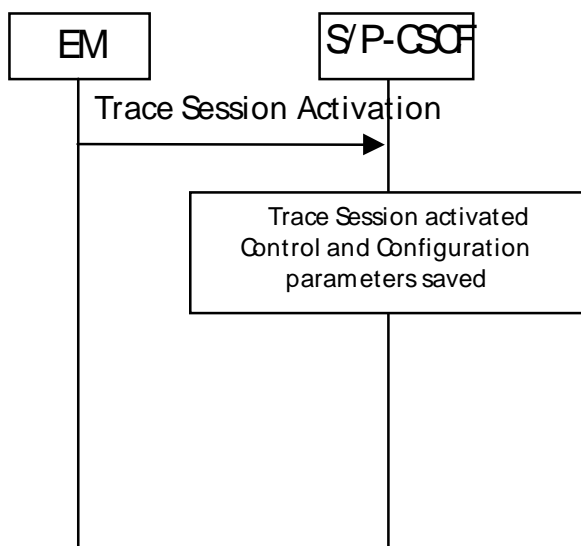 EM
S/P-CSCF
Trace Session Activation
Trace Session activated
Control and Configuration
parameters saved